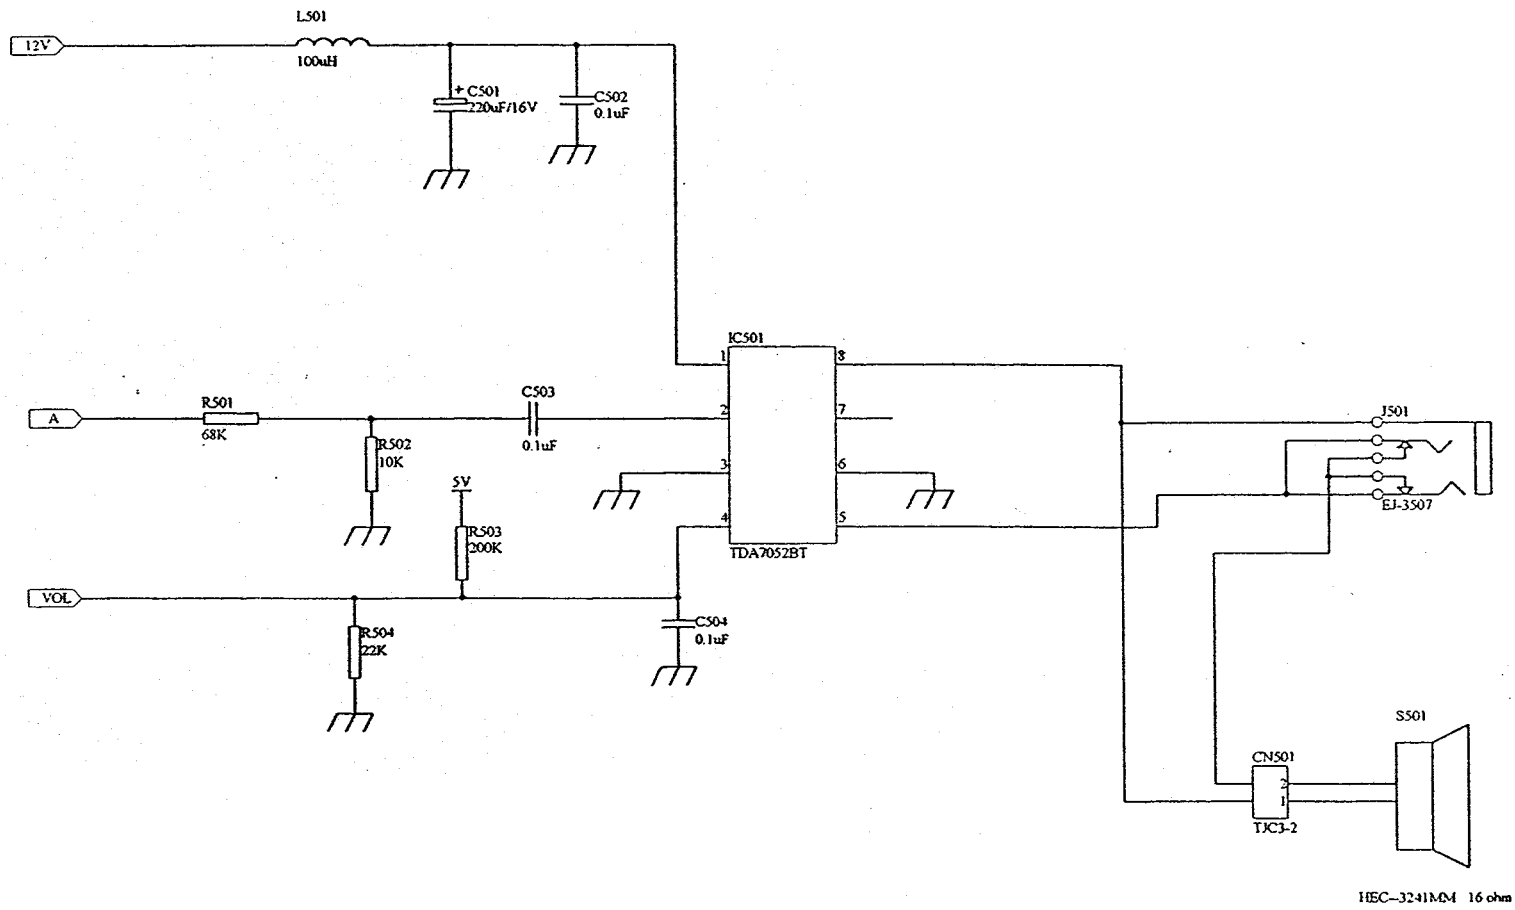 L501
12V
100uH
+ C501
220uF/16V
C502
0.1uF
IC501
1
8
R501
A
68K
R502
10K
C503
0.1uF
2
7
J501
3
6
5V
R503
200K
4
5
EJ-3507
TDA7052BT
VOL
R504
22K
C504
0.1uF
S501
CN501
2
1
TJC3-2
HEC--3241MM 16 ohm